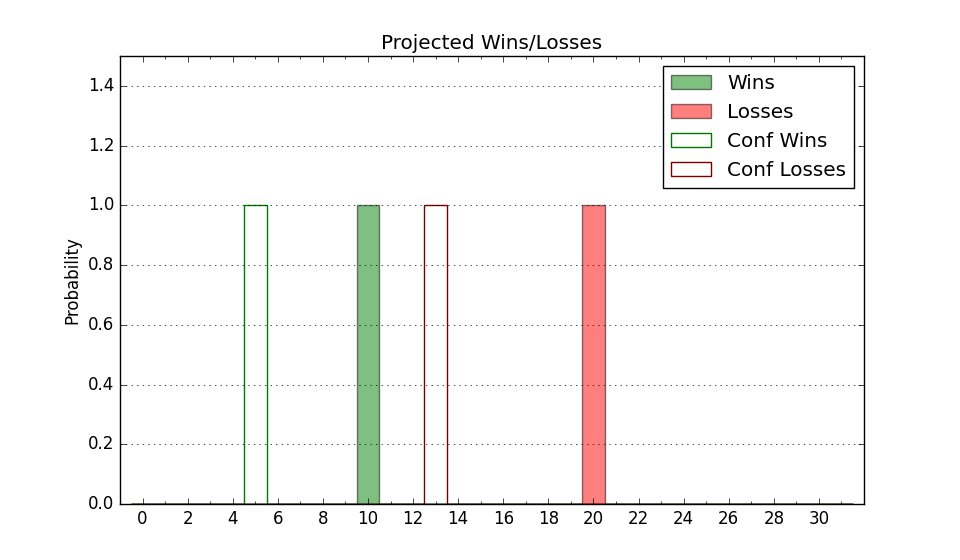 Projected Wins/Losses
Probability
1.4
1.2
1.0
0.8
0.6
0.4
0.2
0.0
0 2 4 6 8 10 12 14 16 18 20 22 24 26 28 30
Wins
Losses
Conf Wins
Conf Losses